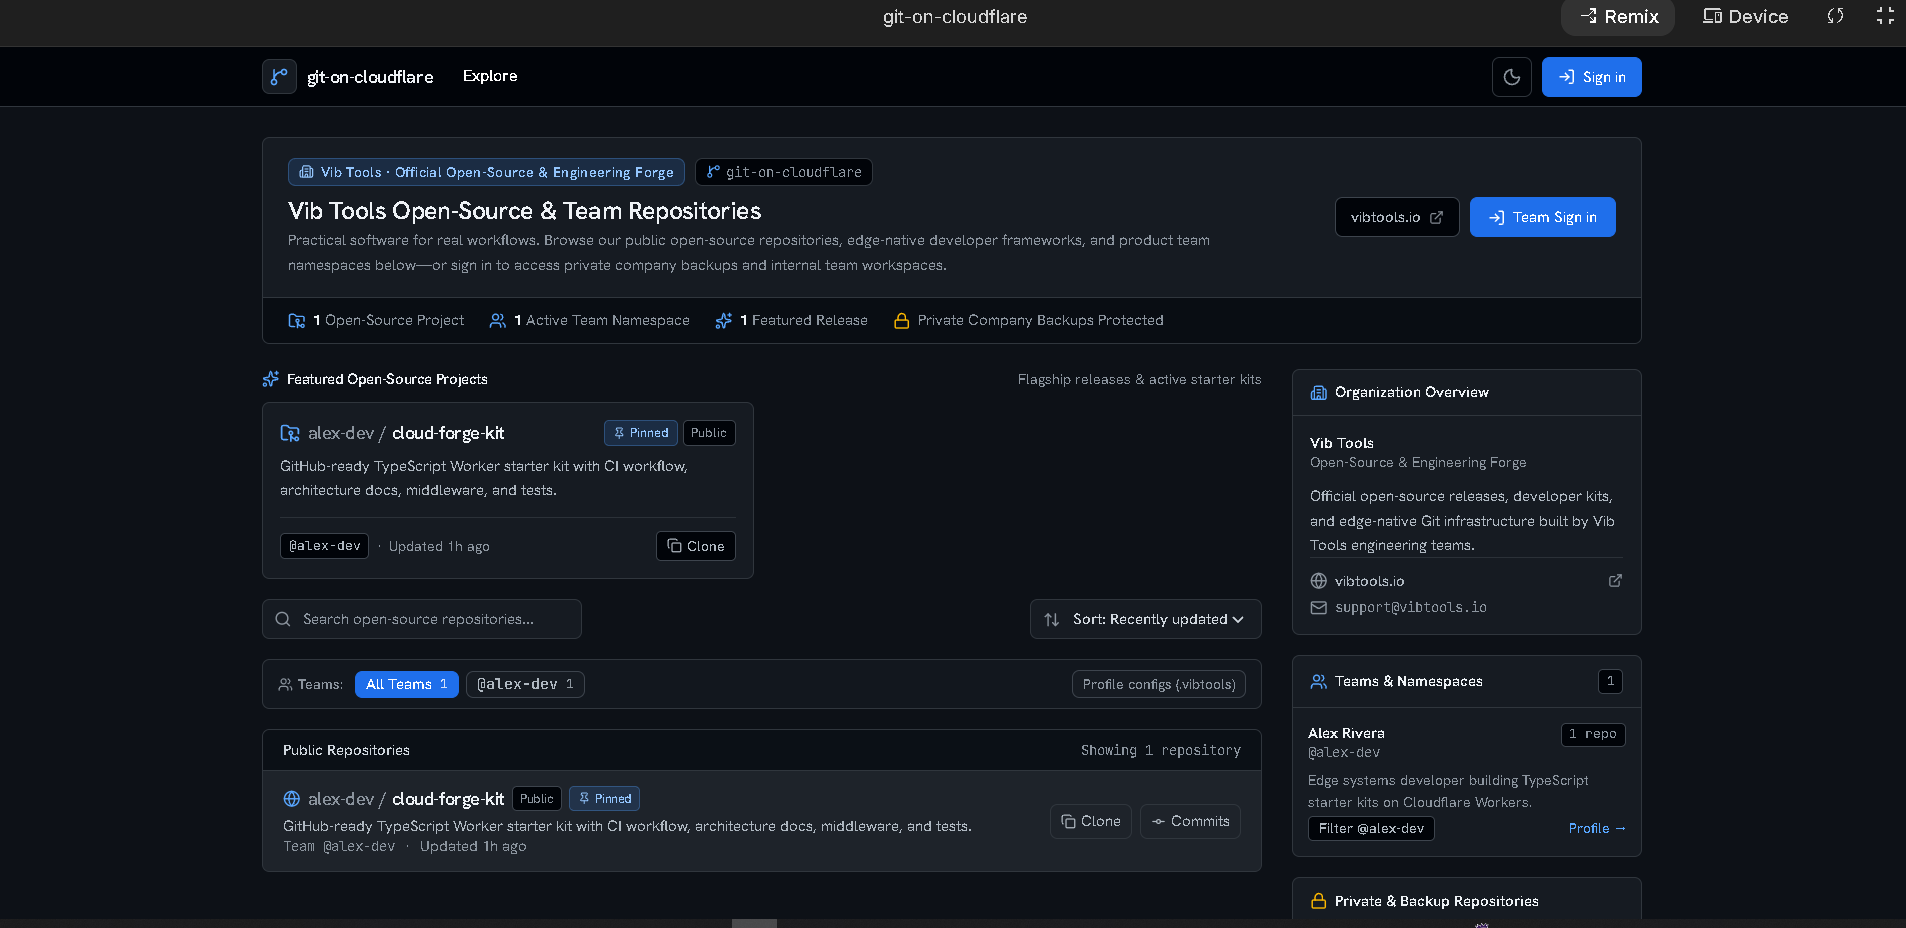 git-on-cloudflare
Remix
Device
git-on-cloudflare
Explore
Sign in
Vib Tools · Official Open-Source & Engineering Forge
git-on-cloudflare
Vib Tools Open-Source & Team Repositories
Practical software for real workflows. Browse our public open-source repositories, edge-native developer frameworks, and product team
namespaces below—or sign in to access private company backups and internal team workspaces.
vibtools.io
Team Sign in
1 Open-Source Project
1 Active Team Namespace
1 Featured Release
Private Company Backups Protected
Featured Open-Source Projects
Flagship releases & active starter kits
alex-dev / cloud-forge-kit
Pinned
Public
GitHub-ready TypeScript Worker starter kit with CI workflow,
architecture docs, middleware, and tests.
@alex-dev · Updated 1h ago
Clone
Search open-source repositories...
Sort: Recently updated
Teams:
All Teams 1
@alex-dev 1
Profile configs (.vibtools)
Public Repositories
Showing 1 repository
alex-dev / cloud-forge-kit
Public
Pinned
GitHub-ready TypeScript Worker starter kit with CI workflow, architecture docs, middleware, and tests.
Team @alex-dev · Updated 1h ago
Clone
Commits
Organization Overview
Vib Tools
Open-Source & Engineering Forge
Official open-source releases, developer kits,
and edge-native Git infrastructure built by Vib
Tools engineering teams.
vibtools.io
support@vibtools.io
Teams & Namespaces
1
Alex Rivera
1 repo
@alex-dev
Edge systems developer building TypeScript
starter kits on Cloudflare Workers.
Filter @alex-dev
Profile →
Private & Backup Repositories